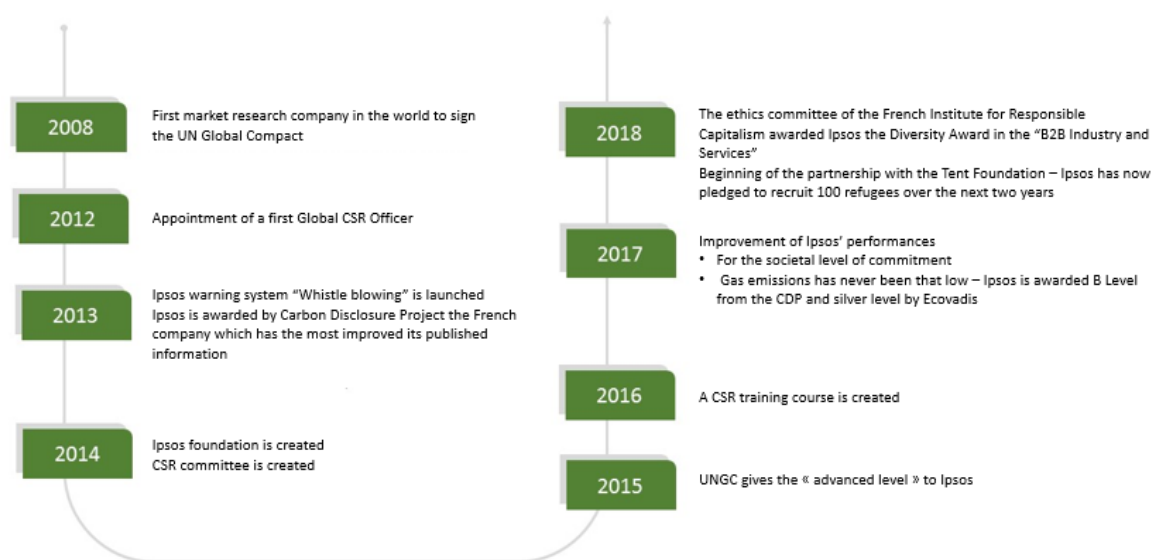 2008
First market research company in the world to sign
the UN Global Compact
2012
Appointment of a first Global CSR Officer
2013
Ipsos warning system “Whistle blowing” is launched
Ipsos is awarded by Carbon Disclosure Project the French
company which has the most improved its published
information
2014
Ipsos foundation is created
CSR committee is created
2015
UNGC gives the « advanced level » to Ipsos
2016
A CSR training course is created
2017
Improvement of Ipsos’ performances
• For the societal level of commitment
• Gas emissions has never been that low – Ipsos is awarded B Level
from the CDP and silver level by Ecovadis
2018
The ethics committee of the French Institute for Responsible
Capitalism awarded Ipsos the Diversity Award in the “B2B Industry and
Services”
Beginning of the partnership with the Tent Foundation – Ipsos has now
pledged to recruit 100 refugees over the next two years